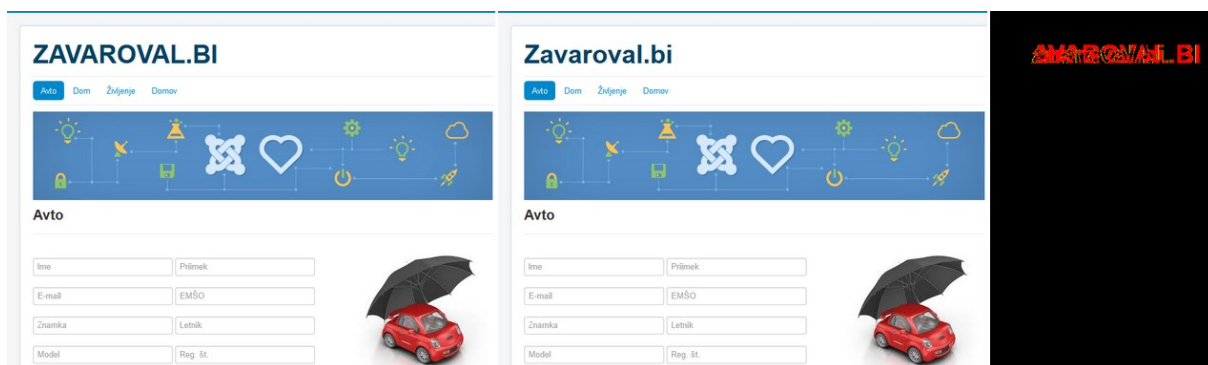 ZAVAROVAL.BI
Avto Dom Življenje Domov
Avto
Ime Priimek
E-mail EMŠO
Znamka Letnik
Model Reg. št.
Zavaroval.bi
Avto Dom Življenje Domov
Avto
Ime Priimek
E-mail EMŠO
Znamka Letnik
Model Reg. št.